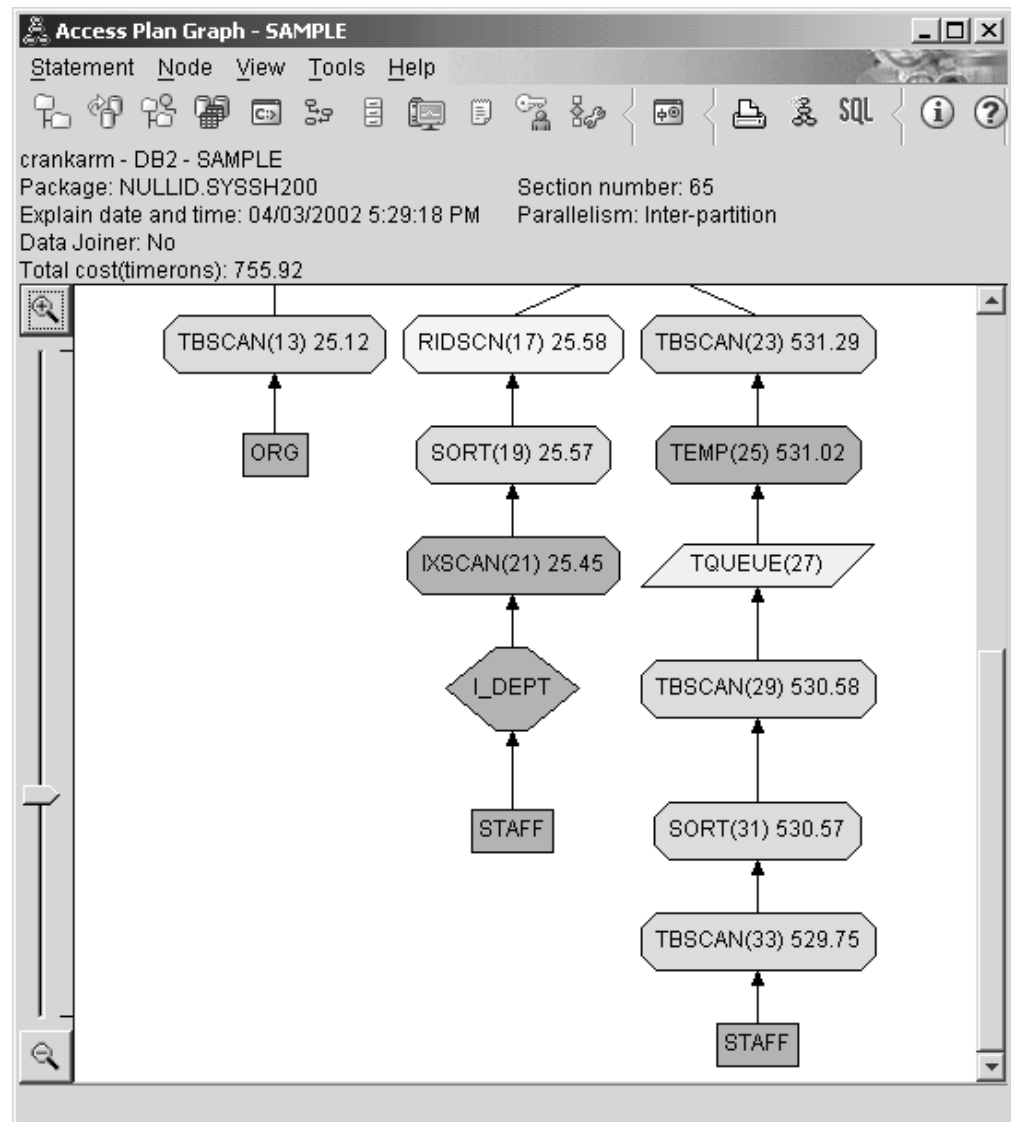 Access Plan Graph - SAMPLE
Statement Node View Tools Help
C:> SQL i ?
crankarm - DB2 - SAMPLE
Package: NULLID.SYSSH200 Section number: 65
Explain date and time: 04/03/2002 5:29:18 PM Parallelism: Inter-partition
Data Joiner: No
Total cost(timerons): 755.92
TBSCAN(13) 25.12 RIDSCN(17) 25.58 TBSCAN(23) 531.29
ORG SORT(19) 25.57 TEMP(25) 531.02
IXSCAN(21) 25.45 TQUEUE(27)
I_DEPT TBSCAN(29) 530.58
STAFF SORT(31) 530.57
TBSCAN(33) 529.75
STAFF